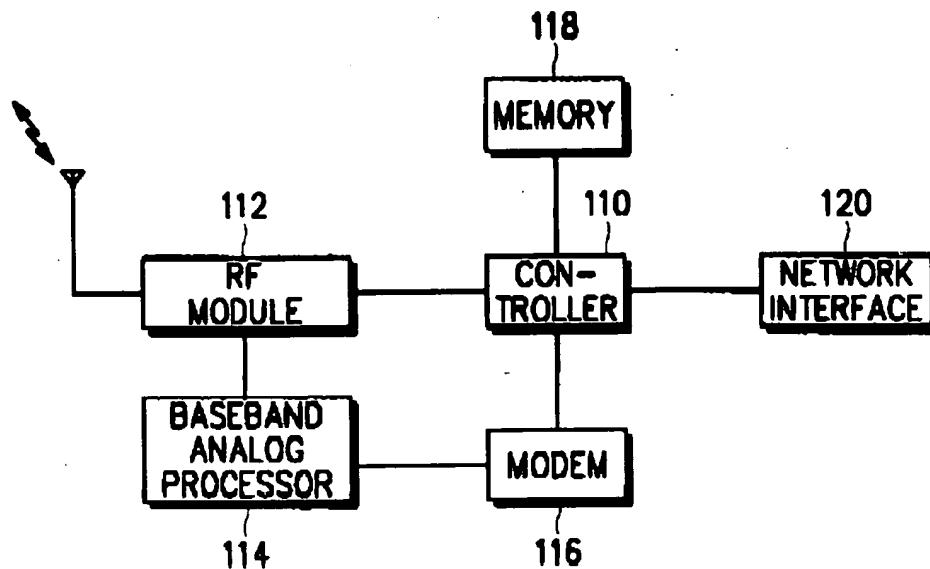 118
MEMORY
112
110
120
RF
MODULE
CON-
TROLLER
NETWORK
INTERFACE
BASEBAND
ANALOG
PROCESSOR
MODEM
114
116